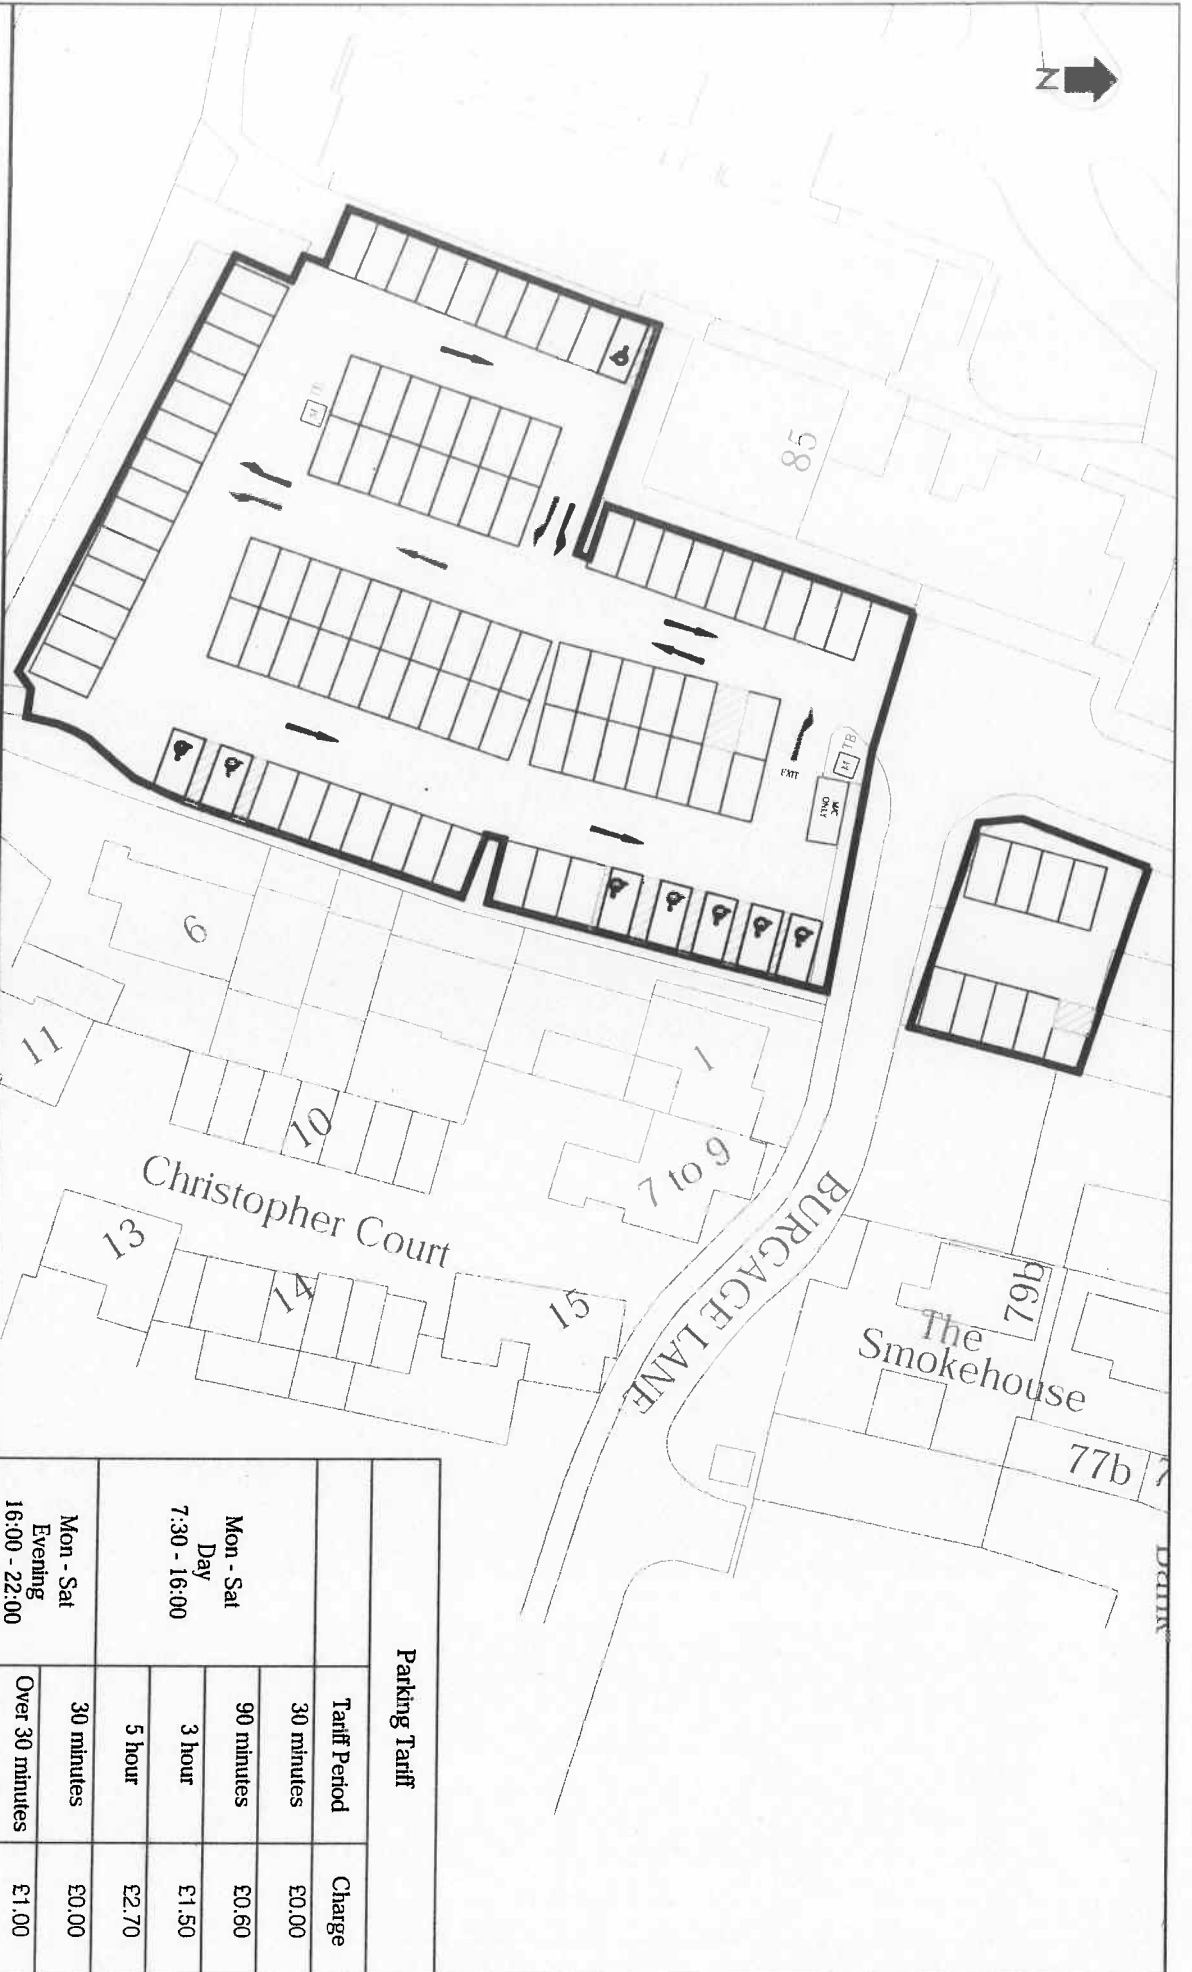 N
85
M TB
M TB
EXIT
M/C
ONLY
6
11
10
1
7 to 9
Christopher Court
13
14
15
BURGAGE LANE
79b
The
Smokehouse
77b
7
Bank
Parking Tariff
Tariff Period Charge
Mon - Sat
Day
7:30 - 16:00
30 minutes £0.00
90 minutes £0.60
3 hour £1.50
5 hour £2.70
Mon - Sat
Evening
16:00 - 22:00
30 minutes £0.00
Over 30 minutes £1.00